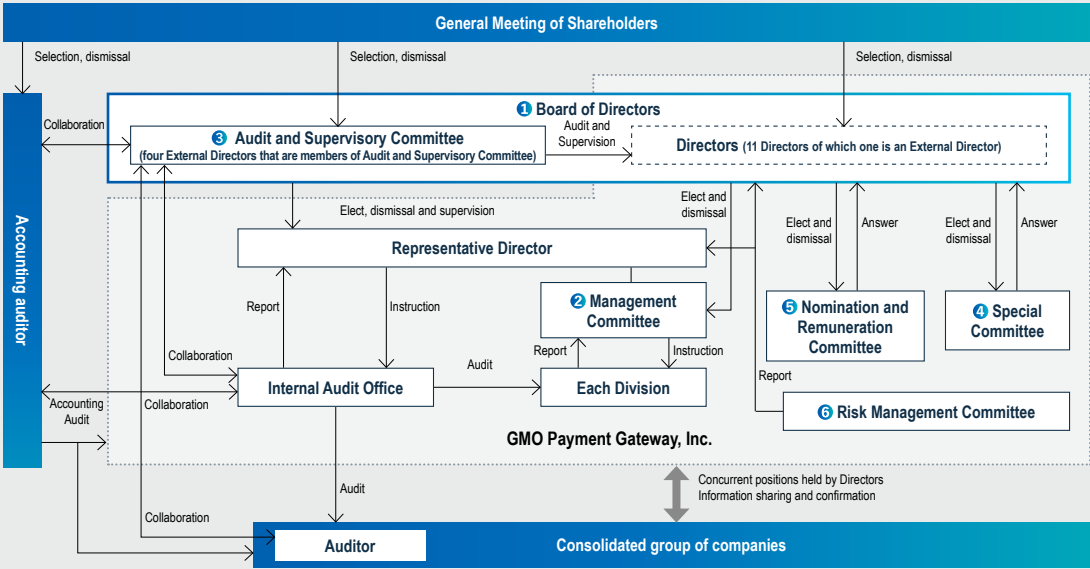 General Meeting of Shareholders
Selection, dismissal
Selection, dismissal
Selection, dismissal
Collaboration
❶ Board of Directors
❸ Audit and Supervisory Committee
(four External Directors that are members of Audit and Supervisory Committee)
Audit and
Supervision
Directors (11 Directors of which one is an External Director)
Accounting auditor
Elect, dismissal and supervision
Elect and
dismissal
Elect and
dismissal
Answer
Elect and
dismissal
Answer
Representative Director
Report
Instruction
❷ Management
Committee
❺ Nomination and
Remuneration
Committee
❹ Special
Committee
Collaboration
Report
Instruction
Audit
Report
Internal Audit Office
Each Division
Accounting
Audit
Collaboration
❻ Risk Management Committee
GMO Payment Gateway, Inc.
Concurrent positions held by Directors
Information sharing and confirmation
Audit
Collaboration
Auditor
Consolidated group of companies